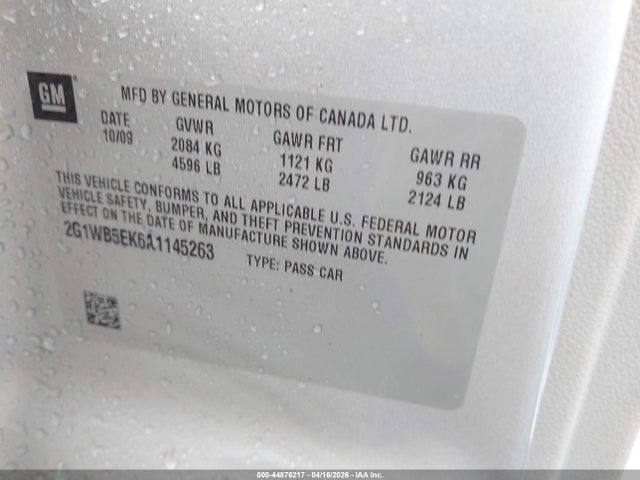 GM
MFD BY GENERAL MOTORS OF CANADA LTD.
DATE GVWR GAWR FRT GAWR RR
10/09 2084 KG 1121 KG 963 KG
4596 LB 2472 LB 2124 LB
THIS VEHICLE CONFORMS TO ALL APPLICABLE U.S. FEDERAL MOTOR
VEHICLE SAFETY, BUMPER, AND THEFT PREVENTION STANDARDS IN
EFFECT ON THE DATE OF MANUFACTURE SHOWN ABOVE.
2G1WB5EK6A1145263 TYPE: PASS CAR
000-44876217 - 04/16/2026 - IAA Inc.